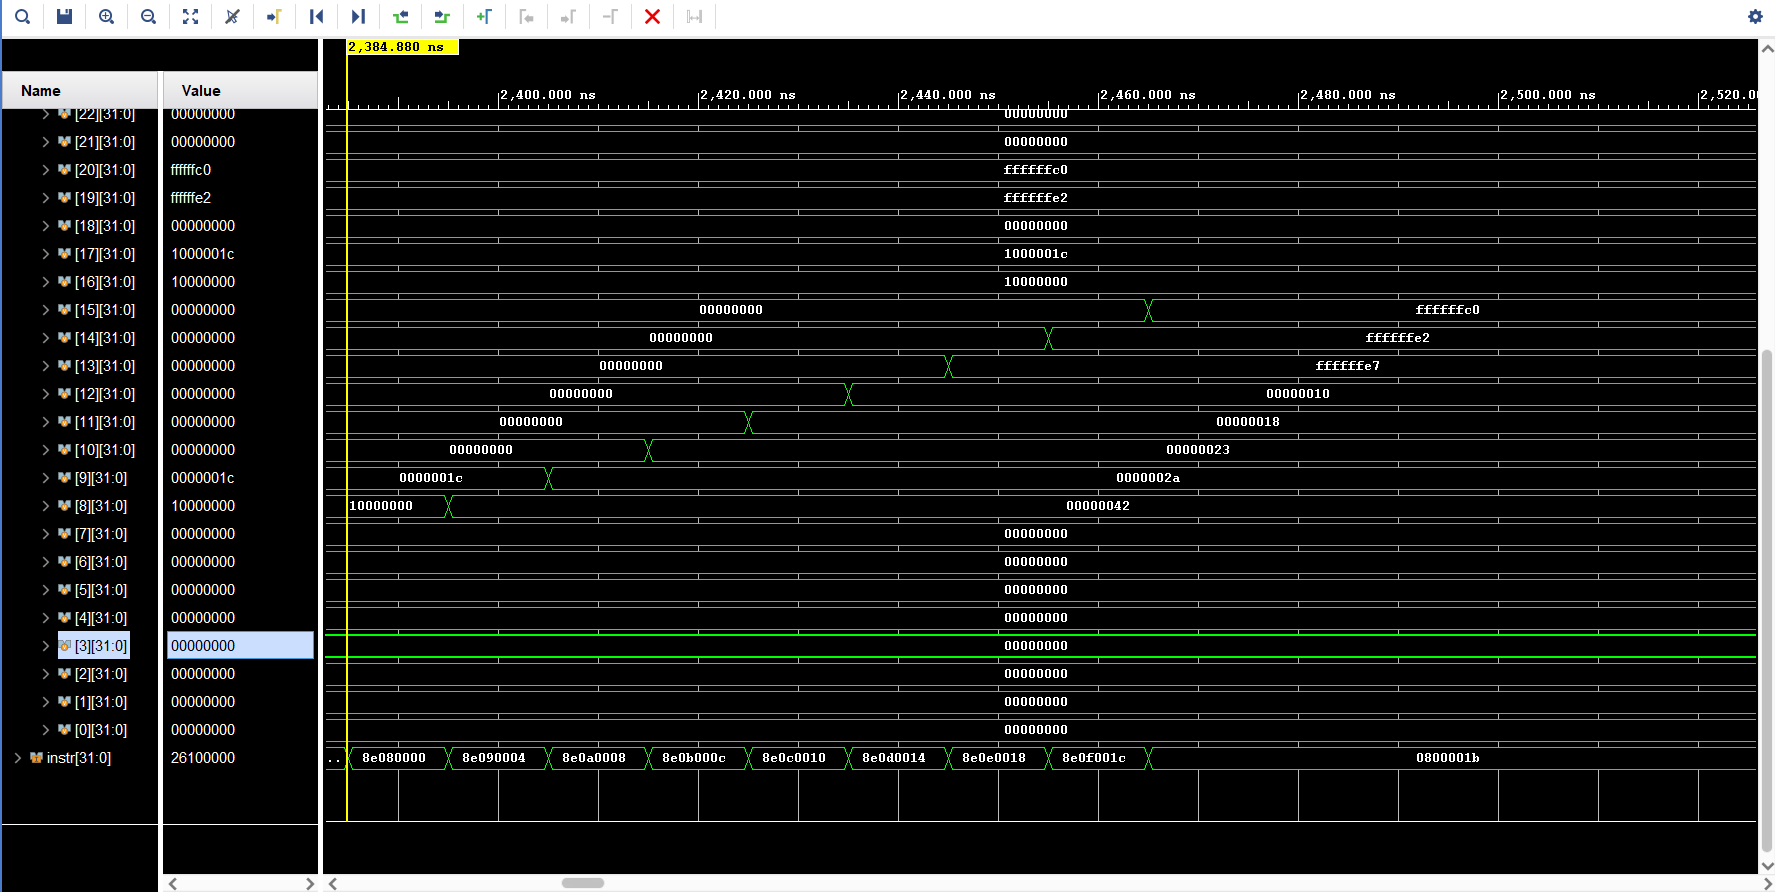 2,384.880 ns
Name Value
2,400.000 ns 2,420.000 ns 2,440.000 ns 2,460.000 ns 2,480.000 ns 2,500.000 ns 2,520.0
[22][31:0] 00000000 00000000
[21][31:0] 00000000 00000000
[20][31:0] ffffffc0 ffffffc0
[19][31:0] ffffffe2 ffffffe2
[18][31:0] 00000000 00000000
[17][31:0] 1000001c 1000001c
[16][31:0] 10000000 10000000
[15][31:0] 00000000 00000000 ffffffc0
[14][31:0] 00000000 00000000 ffffffe2
[13][31:0] 00000000 00000000 ffffffe7
[12][31:0] 00000000 00000000 00000010
[11][31:0] 00000000 00000000 00000018
[10][31:0] 00000000 00000000 00000023
[9][31:0] 0000001c 0000001c 0000002a
[8][31:0] 10000000 10000000 00000042
[7][31:0] 00000000 00000000
[6][31:0] 00000000 00000000
[5][31:0] 00000000 00000000
[4][31:0] 00000000 00000000
[3][31:0] 00000000 00000000
[2][31:0] 00000000 00000000
[1][31:0] 00000000 00000000
[0][31:0] 00000000 00000000
instr[31:0] 26100000 .. 8e080000 8e090004 8e0a0008 8e0b000c 8e0c0010 8e0d0014 8e0e0018 8e0f001c 0800001b